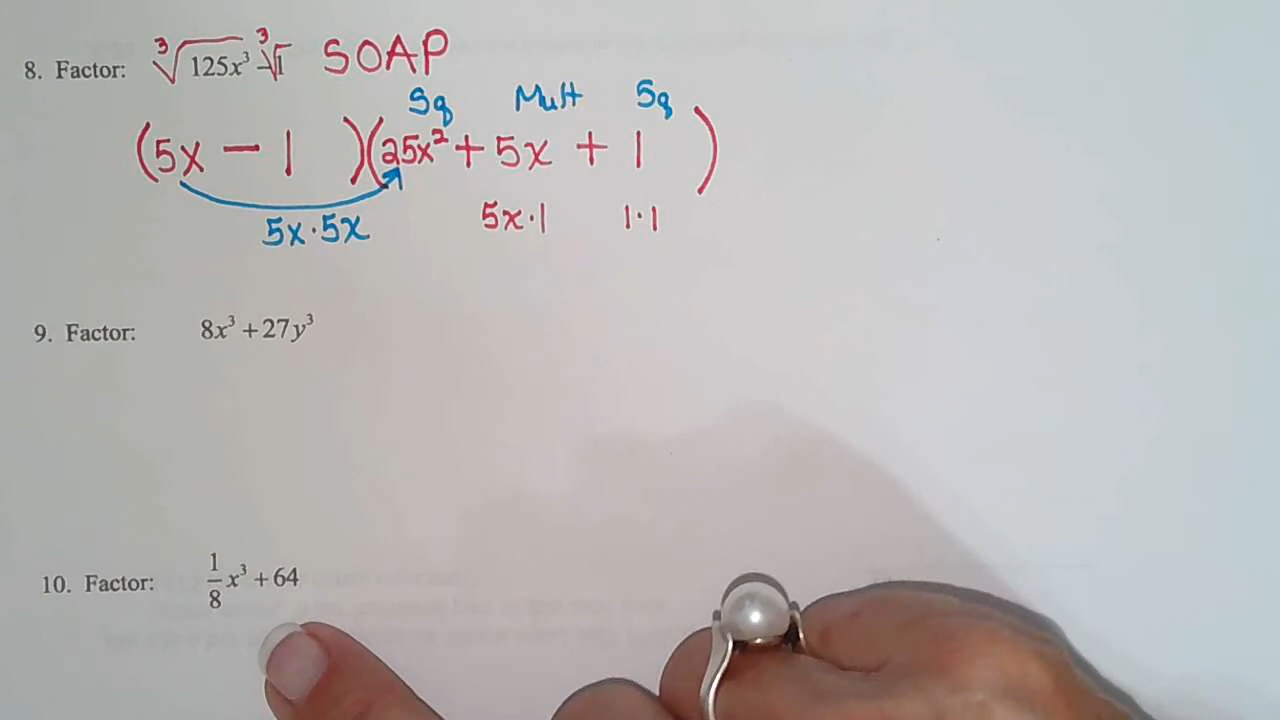 8. Factor: ∛125x³ - ∛1 SOAP
Sq Mult Sq
(5x − 1 )(25x² + 5x + 1 )
5x·5x 5x·1 1·1
9. Factor: 8x³ + 27y³
10. Factor: 1/8 x³ + 64